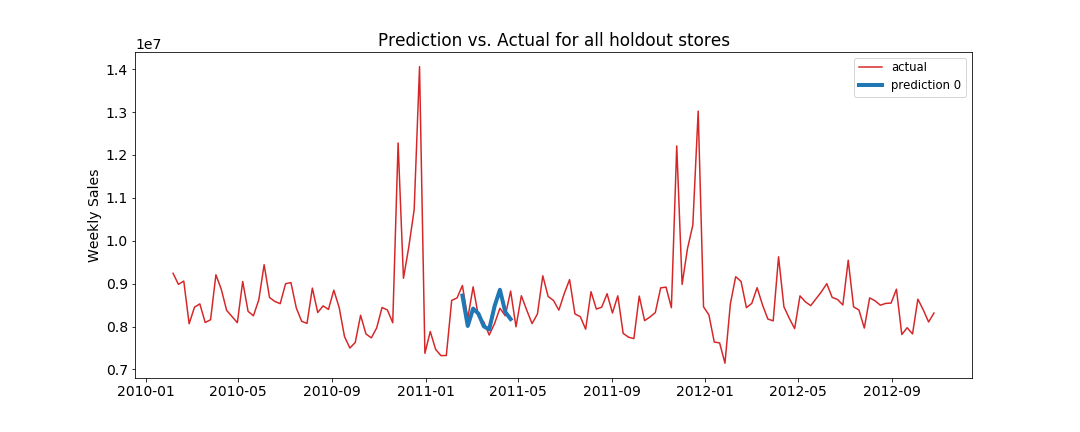 Prediction vs. Actual for all holdout stores
1e7
actual
prediction 0
1.4
1.3
1.2
1.1
1.0
0.9
0.8
0.7
Weekly Sales
2010-01 2010-05 2010-09 2011-01 2011-05 2011-09 2012-01 2012-05 2012-09